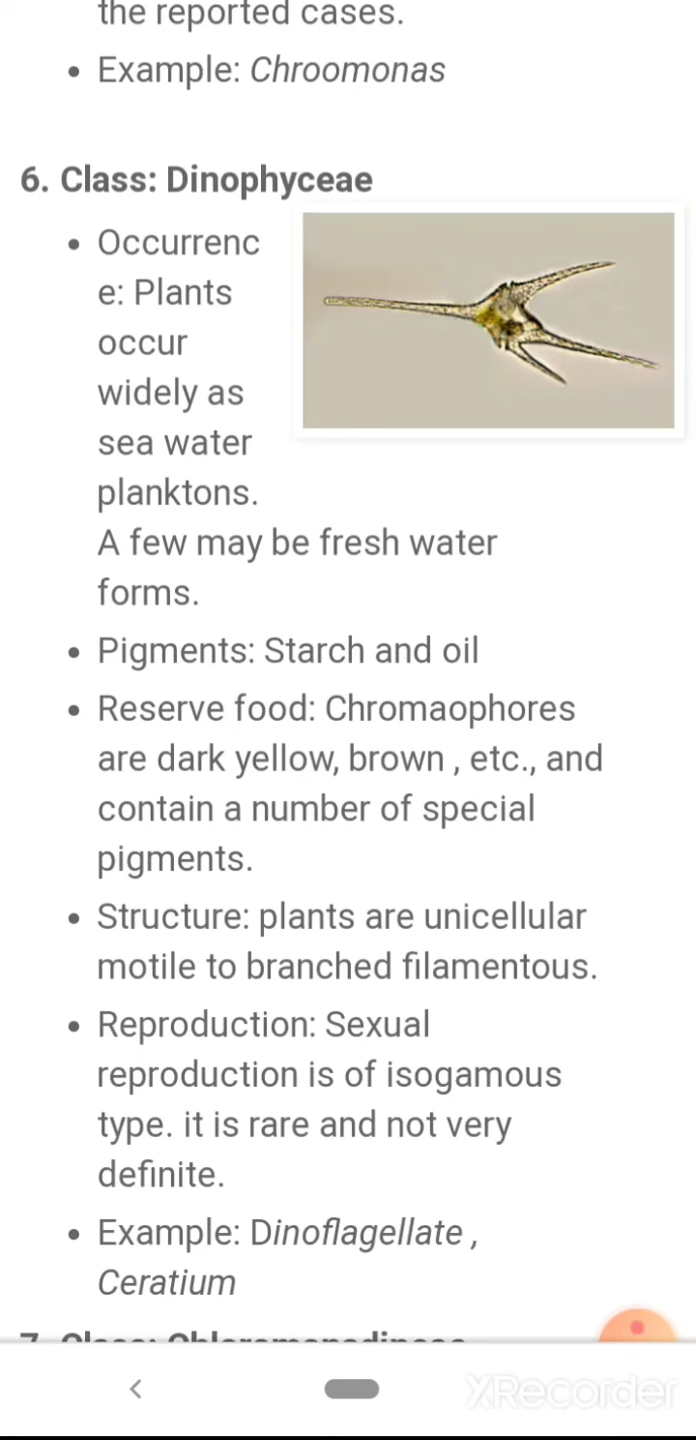 the reported cases.
• Example: Chroomonas
6. Class: Dinophyceae
• Occurrenc
e: Plants
occur
widely as
sea water
planktons.
A few may be fresh water
forms.
• Pigments: Starch and oil
• Reserve food: Chromaophores
are dark yellow, brown , etc., and
contain a number of special
pigments.
• Structure: plants are unicellular
motile to branched filamentous.
• Reproduction: Sexual
reproduction is of isogamous
type. it is rare and not very
definite.
• Example: Dinoflagellate ,
Ceratium
7. Class: Chloromonadineae
XRecorder